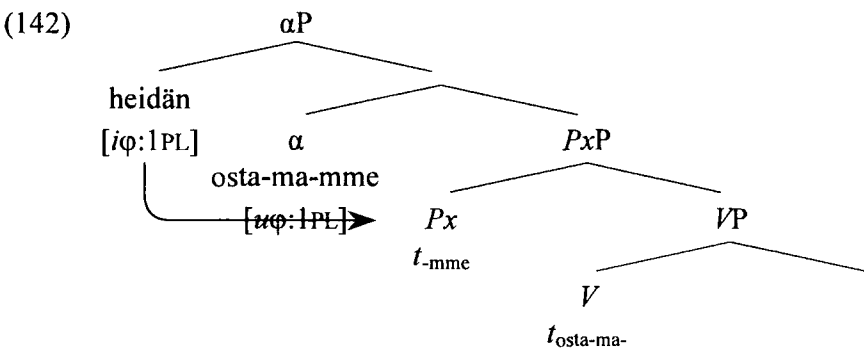 (142) αP
heidän
[iφ:1PL] α PxP
osta-ma-mme
[uφ:1PL] Px VP
t-mme
V
tosta-ma-